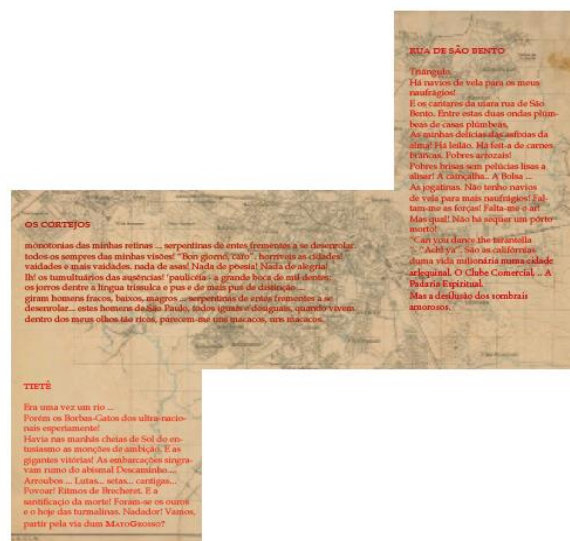 RUA DE SÃO BENTO
Triângulo.
Há navios de vela para os meus
naufrágios!
E os cantares da uiara rua de São
Bento. Entre estas duas ondas plúm-
beas de casas plúmbeas,
As minhas delícias das asfixias da
alma! Há leilão. Há feit-a de carnes
brancas. Pobres arrozais!
Pobres brisas sem pelúcias lisas a
alisar! A cainçalha... A Bolsa ...
As jogatinas. Não tenho navios
de vela para mais naufrágios! Fal-
tam-me as forças! Falta-me o ar!
Mas qual! Não há sequer um porto
morto!
"Can you dance the tarantella
"Ach! ya". São as califórnias
duma vida milionária numa cidade
arlequinal. O Clube Comercial. .. A
Padaria Espiritual.
Mas a desilusão dos sombrais
amorosos.
OS CORTEJOS
monotonias das minhas retinas ... serpentinas de entes frementes a se desenrolar.
todos os sempres das minhas visões! "Bon giorno, caro". horríveis as cidades!
vaidades e mais vaidades. nada de asas! Nada de poesia! Nada de alegria!
Ih! os tumultuários das ausências! "paulicéia - a grande boca de mil dentes;
os jorros dentre a língua trissulca e pus e de mais pus de distinção....
giram homens fracos, baixos, magros ... serpentinas de entes frementes a se
desenrolar... estes homens de São Paulo, todos iguais e desiguais, quando vivem
dentro dos meus olhos tão ricos, parecem-me uns macacos, uns macacos.
TIETÊ
Era uma vez um rio ...
Porém os Borbas-Gatos dos ultra-nacio-
nais esperiamente!
Havia nas manhãs cheias de Sol do en-
tusiasmo as monções de ambição. E as
gigantes vitórias! As embarcações singra-
vam rumo do abismal Descaminho....
Arroubos ... Lutas... setas... cantigas...
Povoar! Ritmos de Brecheret. E a
santificação da morte! Foram-se os ouros
e o hoje das turmalinas. Nadador! Vamos,
partir pela via dum MATOGROSSO?